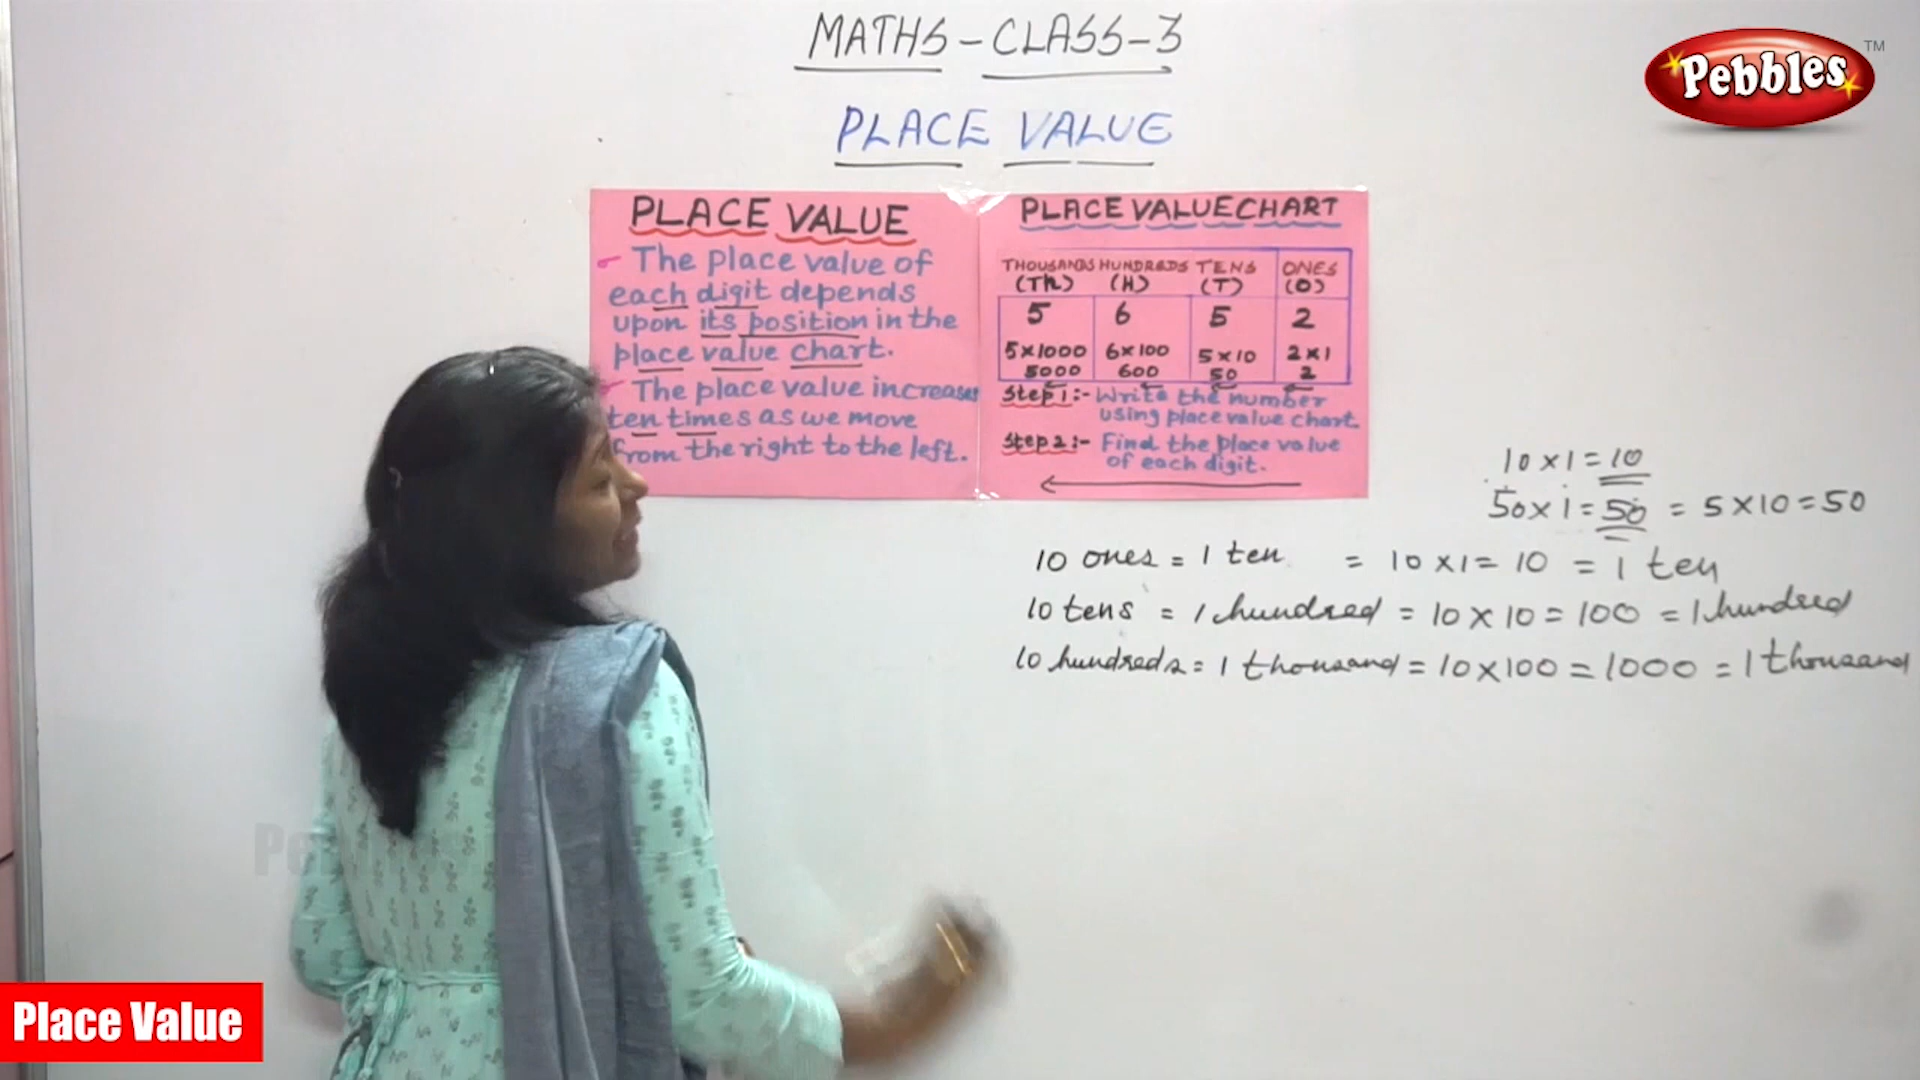 MATHS - CLASS - 3
PLACE VALUE
Pebbles TM
PLACE VALUE
The place value of
each digit depends
upon its position in the
place value chart.
The place value increases
ten times as we move
from the right to the left.
PLACE VALUE CHART
THOUSANDS HUNDREDS TENS ONES
(Th) (H) (T) (O)
5 6 5 2
5×1000 6×100 5×10 2×1
5000 600 50 2
Step 1:- Write the number
using place value chart.
Step 2:- Find the place value
of each digit.
10 × 1 = 10
50 × 1 = 50 = 5 × 10 = 50
10 ones = 1 ten = 10 × 1 = 10 = 1 ten
10 tens = 1 hundred = 10 × 10 = 100 = 1 hundred
10 hundreds = 1 thousand = 10 × 100 = 1000 = 1 thousand
Place Value